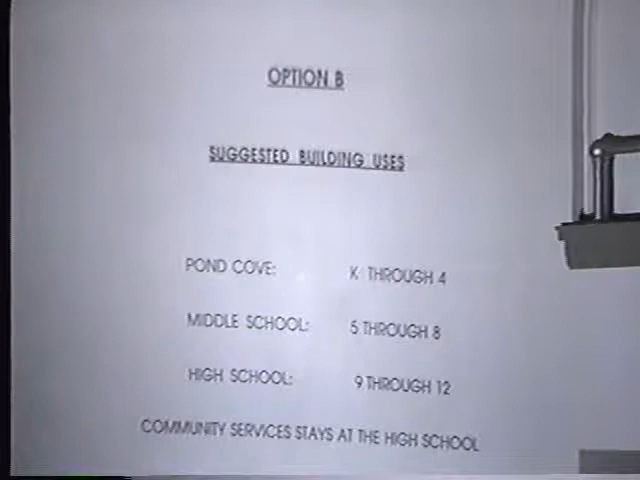 OPTION B
SUGGESTED BUILDING USES
POND COVE: K THROUGH 4
MIDDLE SCHOOL: 5 THROUGH 8
HIGH SCHOOL: 9 THROUGH 12
COMMUNITY SERVICES STAYS AT THE HIGH SCHOOL